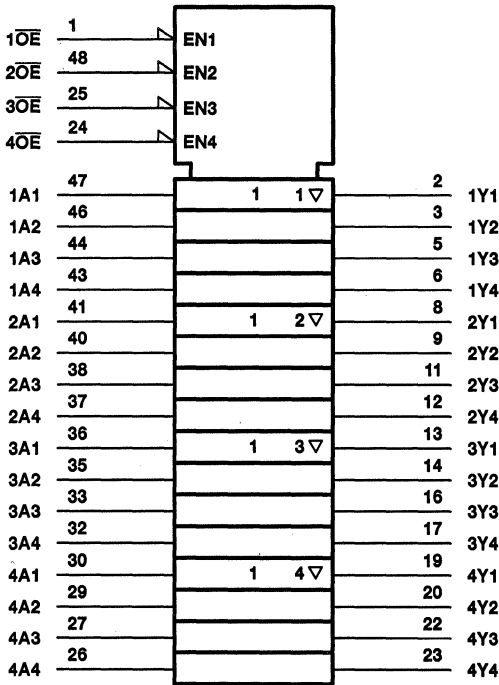 1O̅E̅ 1 EN1
2O̅E̅ 48 EN2
3O̅E̅ 25 EN3
4O̅E̅ 24 EN4
1A1 47 1 1 ▽ 2 1Y1
1A2 46 3 1Y2
1A3 44 5 1Y3
1A4 43 6 1Y4
2A1 41 1 2 ▽ 8 2Y1
2A2 40 9 2Y2
2A3 38 11 2Y3
2A4 37 12 2Y4
3A1 36 1 3 ▽ 13 3Y1
3A2 35 14 3Y2
3A3 33 16 3Y3
3A4 32 17 3Y4
4A1 30 1 4 ▽ 19 4Y1
4A2 29 20 4Y2
4A3 27 22 4Y3
4A4 26 23 4Y4